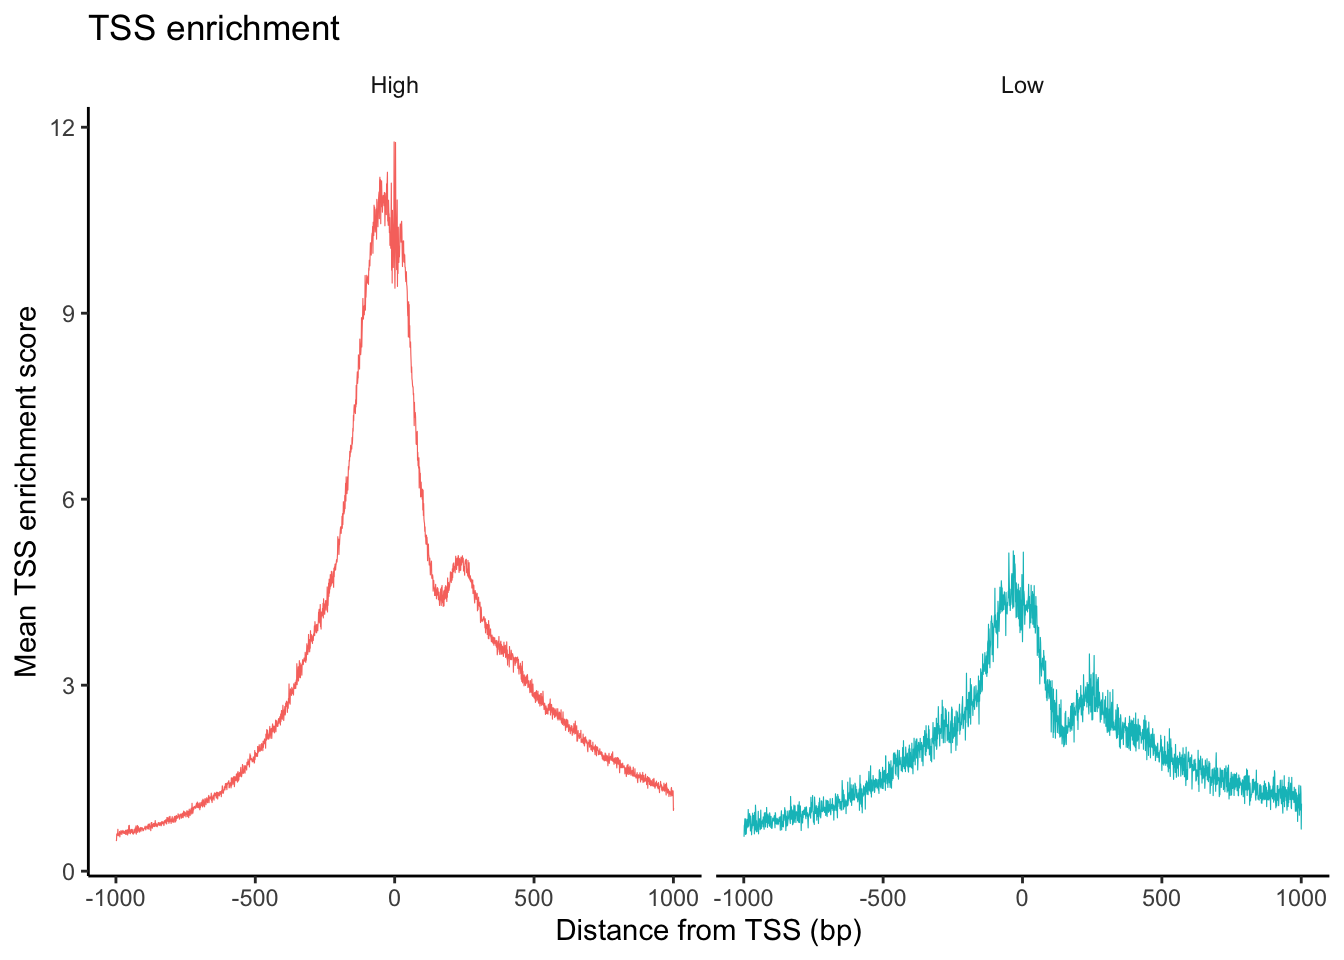 TSS enrichment
High
Low
Mean TSS enrichment score
12
9
6
3
0
-1000 -500 0 500 1000
-1000 -500 0 500 1000
Distance from TSS (bp)